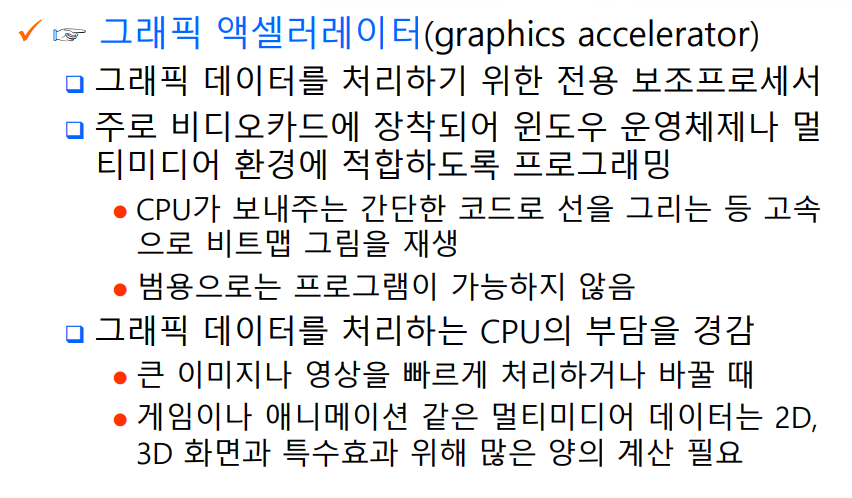 ✓ ☞ 그래픽 액셀러레이터(graphics accelerator)
❑ 그래픽 데이터를 처리하기 위한 전용 보조프로세서
❑ 주로 비디오카드에 장착되어 윈도우 운영체제나 멀
티미디어 환경에 적합하도록 프로그래밍
● CPU가 보내주는 간단한 코드로 선을 그리는 등 고속
으로 비트맵 그림을 재생
● 범용으로는 프로그램이 가능하지 않음
❑ 그래픽 데이터를 처리하는 CPU의 부담을 경감
● 큰 이미지나 영상을 빠르게 처리하거나 바꿀 때
● 게임이나 애니메이션 같은 멀티미디어 데이터는 2D,
3D 화면과 특수효과 위해 많은 양의 계산 필요